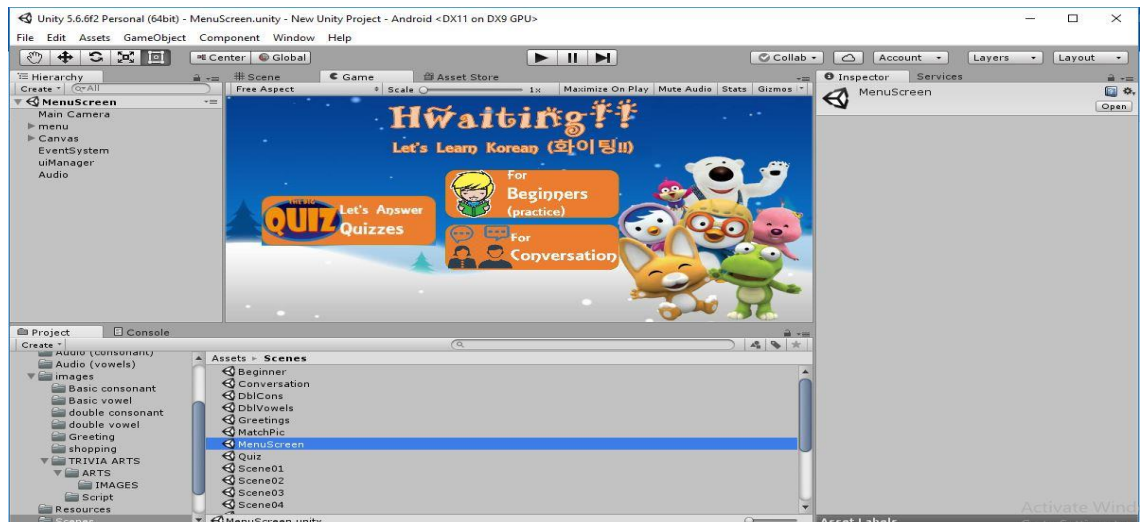 Unity 5.6.6f2 Personal (64bit) - MenuScreen.unity - New Unity Project - Android <DX11 on DX9 GPU>
File Edit Assets GameObject Component Window Help
Center Global Collab Account Layers Layout
Hierarchy # Scene Game Asset Store Inspector Services
Create All Free Aspect Scale 1x Maximize On Play Mute Audio Stats Gizmos MenuScreen
Open
MenuScreen
Main Camera
menu
Canvas
EventSystem
uiManager
Audio
Hwaiting!!
Let's Learn Korean (화이팅!!)
For
Beginners
(practice)
THE BIG
QUIZ
Let's Answer
Quizzes
For
Conversation
Project Console
Create
Audio (consonant)
Audio (vowels)
images
Basic consonant
Basic vowel
double consonant
double vowel
Greeting
shopping
TRIVIA ARTS
ARTS
IMAGES
Script
Resources
Scenes
Assets Scenes
Beginner
Conversation
DblCons
DblVowels
Greetings
MatchPic
MenuScreen
Quiz
Scene01
Scene02
Scene03
Scene04
MenuScreen.unity
Asset Labels
Activate Wind